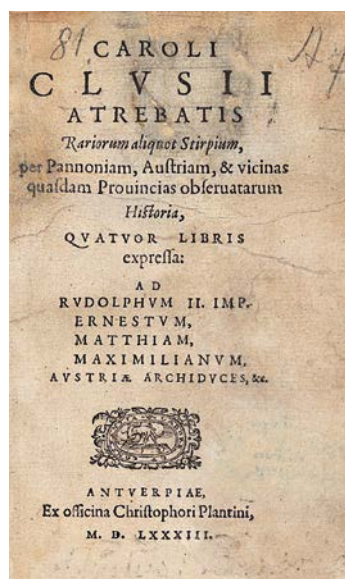 81 A
CAROLI
CLVSII
ATREBATIS
Rariorum aliquot Stirpium,
per Pannoniam, Auſtriam, & vicinas
quaſdam Prouincias obſeruatarum
Hiſtoria,
QVATVOR LIBRIS
expreſſa:
AD
RVDOLPHVM II. IMP.
ERNESTVM,
MATTHIAM,
MAXIMILIANVM,
AVSTRIÆ ARCHIDVCES, &c.
ANTVERPIAE,
Ex officina Chriſtophori Plantini,
M. D. LXXXIII.